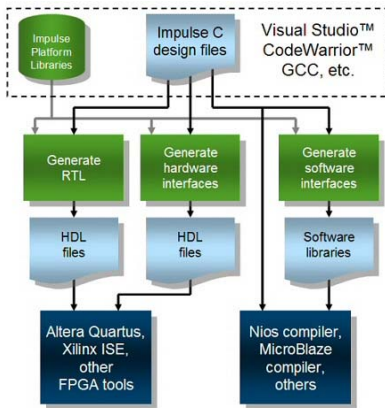 Impulse
Platform
Libraries
Impulse C
design files
Visual Studio™
CodeWarrior™
GCC, etc.
Generate
RTL
Generate
hardware
interfaces
Generate
software
interfaces
HDL
files
HDL
files
Software
libraries
Altera Quartus,
Xilinx ISE,
other
FPGA tools
Nios compiler,
MicroBlaze
compiler,
others